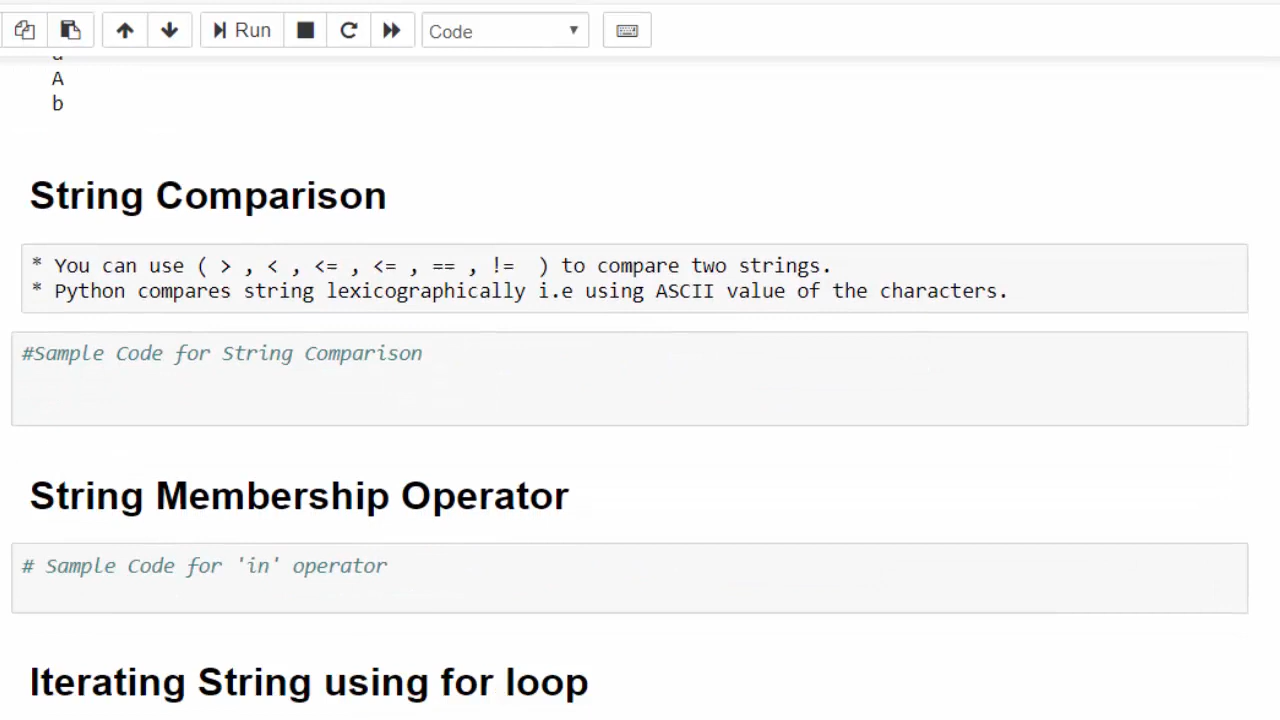 Run
Code
A
b
String Comparison
* You can use ( > , < , <= , <= , == , != ) to compare two strings.
* Python compares string lexicographically i.e using ASCII value of the characters.
#Sample Code for String Comparison
String Membership Operator
# Sample Code for 'in' operator
Iterating String using for loop